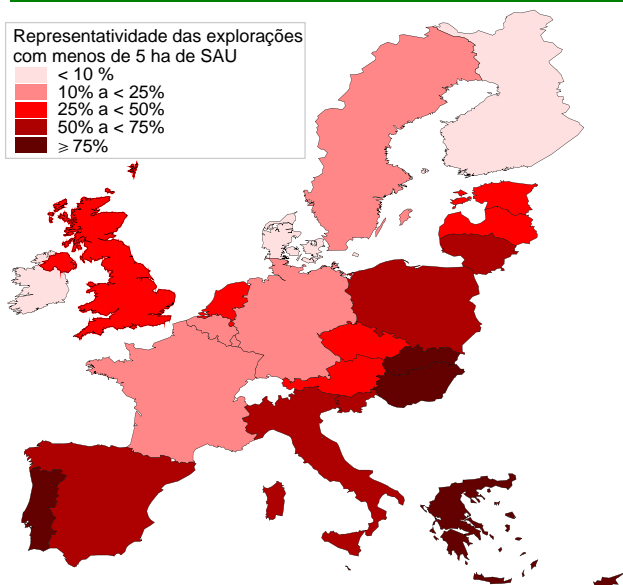 Representatividade das explorações
com menos de 5 ha de SAU
< 10 %
10% a < 25%
25% a < 50%
50% a < 75%
⩾ 75%